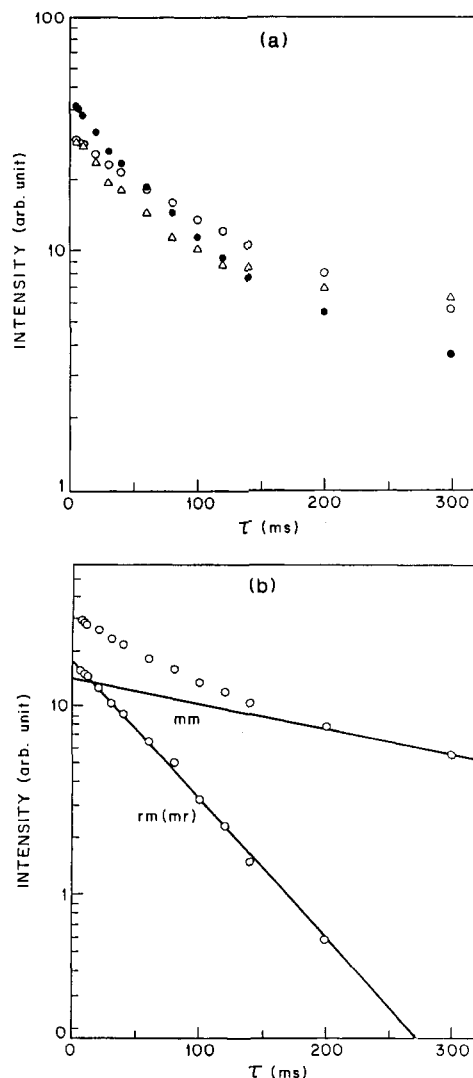 (a)
100
10
1
INTENSITY (arb. unit)
0 100 200 300
τ (ms)
(b)
10
1
0
INTENSITY (arb. unit)
mm
rm(mr)
0 100 200 300
τ (ms)